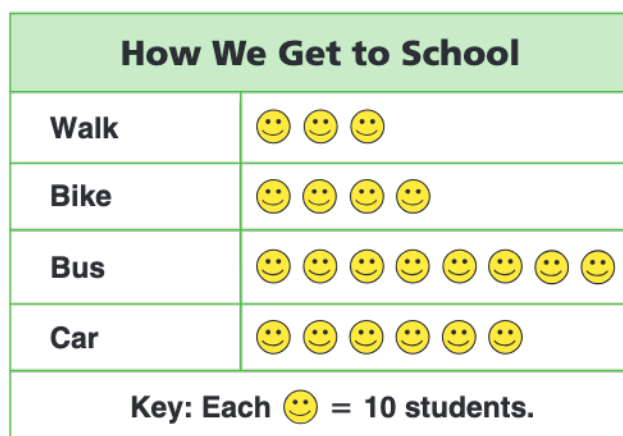 How We Get to School
Walk
Bike
Bus
Car
Key: Each = 10 students.